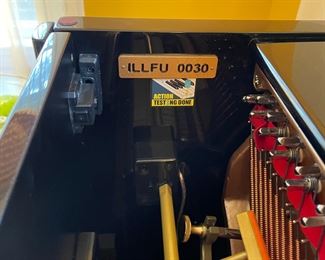 ILLFU 0030
ACTION
TESTING DONE